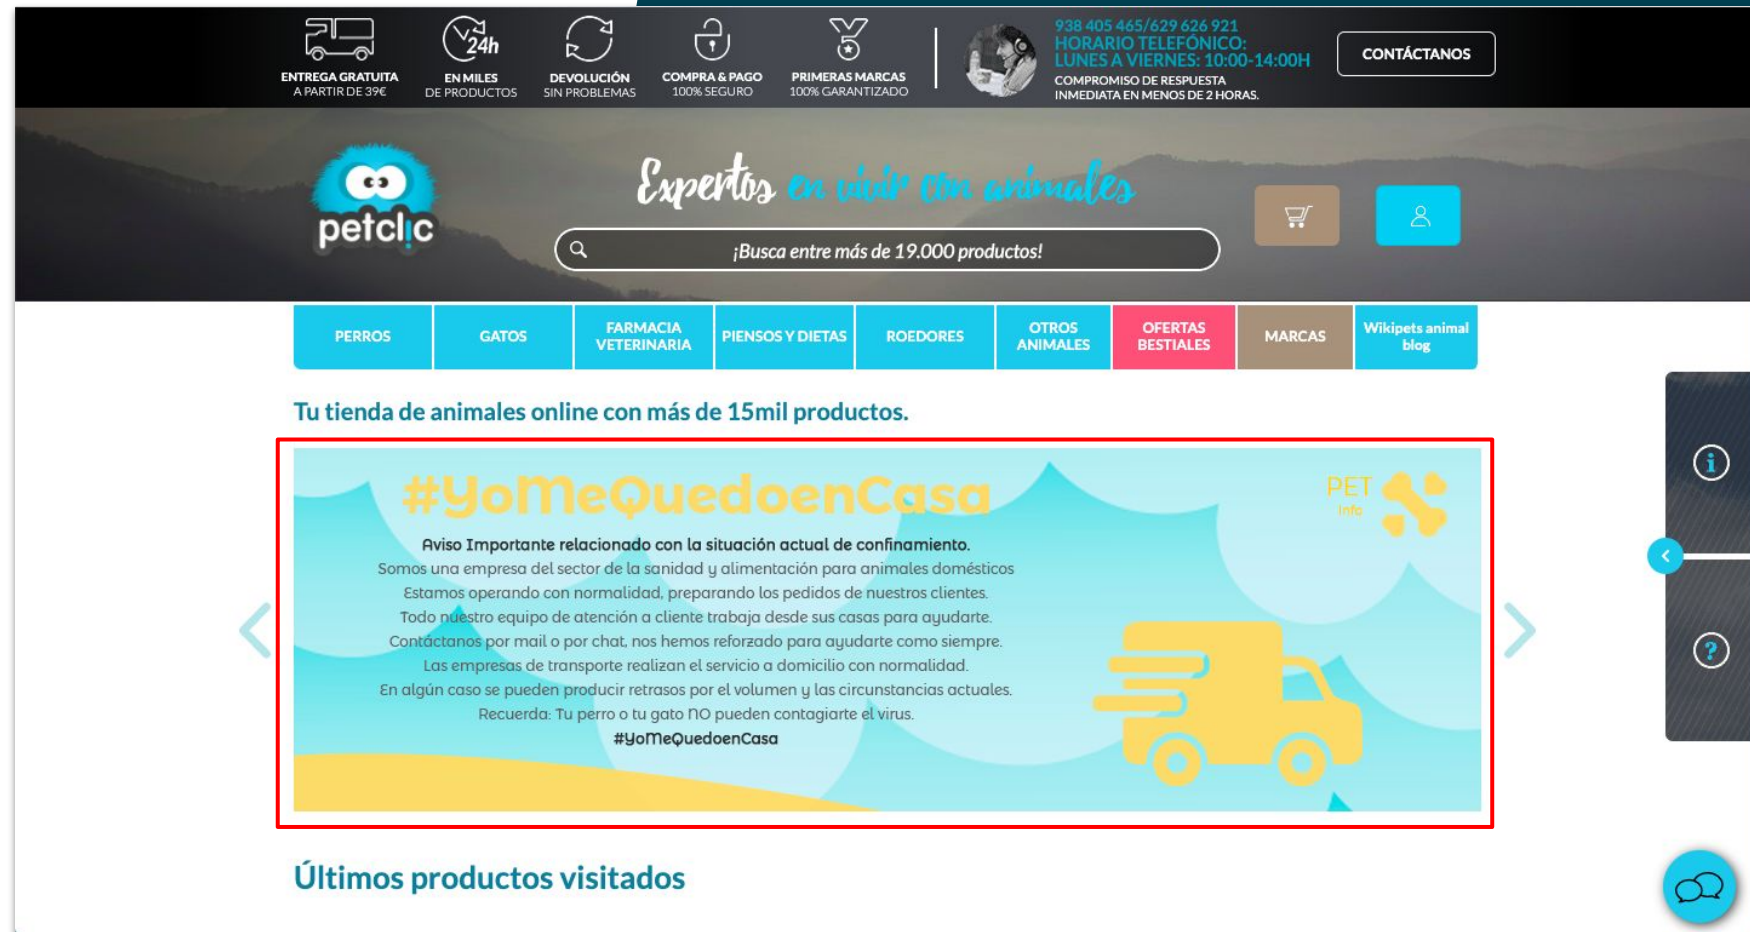 24h
ENTREGA GRATUITA
A PARTIR DE 39€
EN MILES
DE PRODUCTOS
DEVOLUCIÓN
SIN PROBLEMAS
COMPRA & PAGO
100% SEGURO
PRIMERAS MARCAS
100% GARANTIZADO
938 405 465/629 626 921
HORARIO TELEFÓNICO:
LUNES A VIERNES: 10:00-14:00H
COMPROMISO DE RESPUESTA
INMEDIATA EN MENOS DE 2 HORAS.
CONTÁCTANOS
petclic
Expertos en vivir con animales
¡Busca entre más de 19.000 productos!
PERROS
GATOS
FARMACIA
VETERINARIA
PIENSOS Y DIETAS
ROEDORES
OTROS
ANIMALES
OFERTAS
BESTIALES
MARCAS
Wikipets animal
blog
Tu tienda de animales online con más de 15mil productos.
#YoMeQuedoenCasa
PET
Info
Aviso Importante relacionado con la situación actual de confinamiento.
Somos una empresa del sector de la sanidad y alimentación para animales domésticos
Estamos operando con normalidad, preparando los pedidos de nuestros clientes.
Todo nuestro equipo de atención a cliente trabaja desde sus casas para ayudarte.
Contáctanos por mail o por chat, nos hemos reforzado para ayudarte como siempre.
Las empresas de transporte realizan el servicio a domicilio con normalidad.
En algún caso se pueden producir retrasos por el volumen y las circunstancias actuales.
Recuerda: Tu perro o tu gato NO pueden contagiarte el virus.
#YoMeQuedoenCasa
Últimos productos visitados